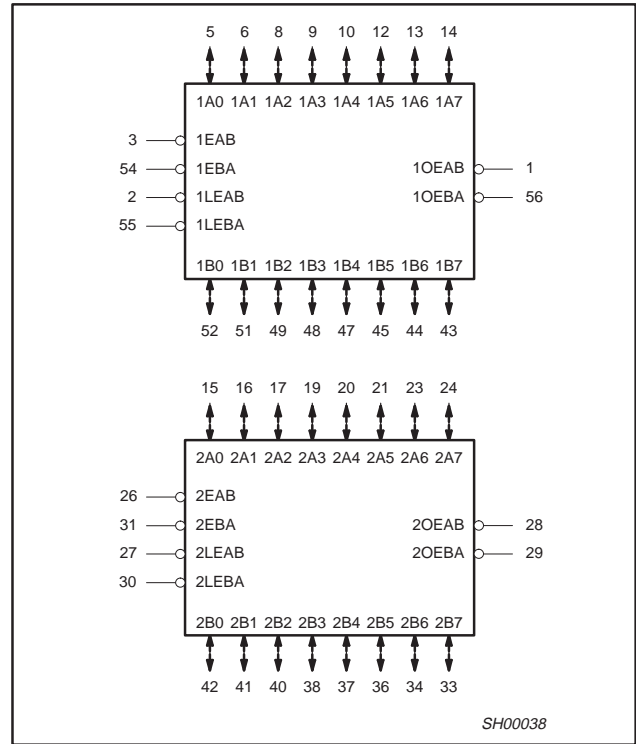 5 6 8 9 10 12 13 14
1A0 1A1 1A2 1A3 1A4 1A5 1A6 1A7
3 1EAB
54 1EBA 1OEAB 1
2 1LEAB 1OEBA 56
55 1LEBA
1B0 1B1 1B2 1B3 1B4 1B5 1B6 1B7
52 51 49 48 47 45 44 43
15 16 17 19 20 21 23 24
2A0 2A1 2A2 2A3 2A4 2A5 2A6 2A7
26 2EAB
31 2EBA 2OEAB 28
27 2LEAB 2OEBA 29
30 2LEBA
2B0 2B1 2B2 2B3 2B4 2B5 2B6 2B7
42 41 40 38 37 36 34 33
SH00038